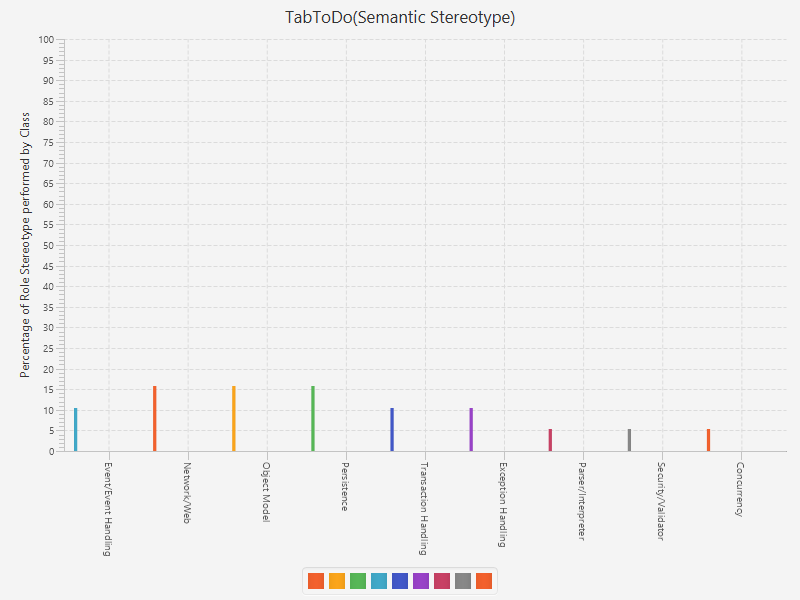 TabToDo(Semantic Stereotype)
Percentage of Role Stereotype performed by Class
100
95
90
85
80
75
70
65
60
55
50
45
40
35
30
25
20
15
10
5
0
Event/Event Handling
Network/Web
Object Model
Persistence
Transaction Handling
Exception Handling
Parser/Interpreter
Security/Validator
Concurrency